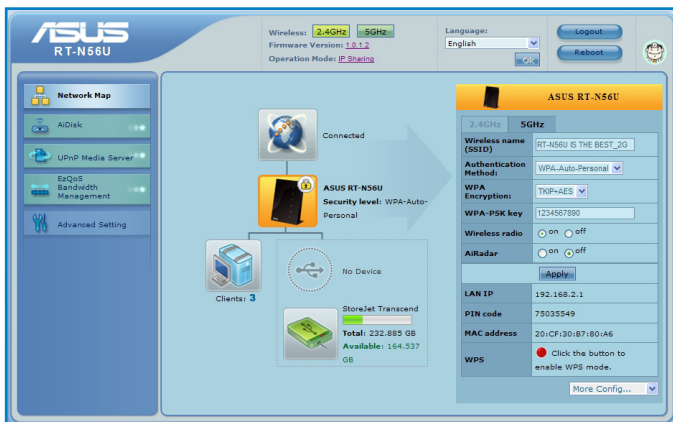 ASUS
RT-N56U
Wireless: 2.4GHz 5GHz
Firmware Version: 1.0.1.2
Operation Mode: IP Sharing
Language:
English
OK
Logout
Reboot
Network Map
AiDisk
UPnP Media Server
EzQoS
Bandwidth
Management
Advanced Setting
Connected
ASUS RT-N56U
Security level: WPA-Auto-
Personal
Clients: 3
No Device
StoreJet Transcend
Total: 232.885 GB
Available: 164.537
GB
ASUS RT-N56U
2.4GHz 5GHz
Wireless name
(SSID)
RT-N56U IS THE BEST_2G
Authentication
Method:
WPA-Auto-Personal
WPA
Encryption:
TKIP+AES
WPA-PSK key
1234567890
Wireless radio
on off
AiRadar
on off
Apply
LAN IP
192.168.2.1
PIN code
75035549
MAC address
20:CF:30:B7:80:A6
WPS
Click the button to
enable WPS mode.
More Config...